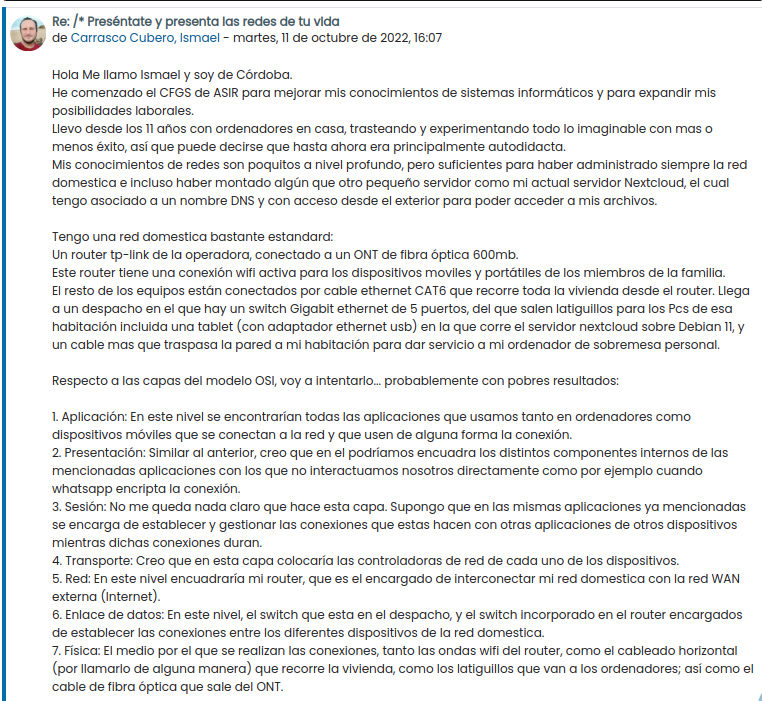 Re: /* Preséntate y presenta las redes de tu vida
de Carrasco Cubero, Ismael - martes, 11 de octubre de 2022, 16:07
Hola Me llamo Ismael y soy de Córdoba.
He comenzado el CFGS de ASIR para mejorar mis conocimientos de sistemas informáticos y para expandir mis
posibilidades laborales.
Llevo desde los 11 años con ordenadores en casa, trasteando y experimentando todo lo imaginable con mas o
menos éxito, así que puede decirse que hasta ahora era principalmente autodidacta.
Mis conocimientos de redes son poquitos a nivel profundo, pero suficientes para haber administrado siempre la red
domestica e incluso haber montado algún que otro pequeño servidor como mi actual servidor Nextcloud, el cual
tengo asociado a un nombre DNS y con acceso desde el exterior para poder acceder a mis archivos.
Tengo una red domestica bastante estandard:
Un router tp-link de la operadora, conectado a un ONT de fibra óptica 600mb.
Este router tiene una conexión wifi activa para los dispositivos moviles y portátiles de los miembros de la familia.
El resto de los equipos están conectados por cable ethernet CAT6 que recorre toda la vivienda desde el router. Llega
a un despacho en el que hay un switch Gigabit ethernet de 5 puertos, del que salen latiguillos para los Pcs de esa
habitación incluida una tablet (con adaptador ethernet usb) en la que corre el servidor nextcloud sobre Debian 11, y
un cable mas que traspasa la pared a mi habitación para dar servicio a mi ordenador de sobremesa personal.
Respecto a las capas del modelo OSI, voy a intentarlo... probablemente con pobres resultados:
1. Aplicación: En este nivel se encontrarían todas las aplicaciones que usamos tanto en ordenadores como
dispositivos móviles que se conectan a la red y que usen de alguna forma la conexión.
2. Presentación: Similar al anterior, creo que en el podríamos encuadra los distintos componentes internos de las
mencionadas aplicaciones con los que no interactuamos nosotros directamente como por ejemplo cuando
whatsapp encripta la conexión.
3. Sesión: No me queda nada claro que hace esta capa. Supongo que en las mismas aplicaciones ya mencionadas
se encarga de establecer y gestionar las conexiones que estas hacen con otras aplicaciones de otros dispositivos
mientras dichas conexiones duran.
4. Transporte: Creo que en esta capa colocaría las controladoras de red de cada uno de los dispositivos.
5. Red: En este nivel encuadraría mi router, que es el encargado de interconectar mi red domestica con la red WAN
externa (Internet).
6. Enlace de datos: En este nivel, el switch que esta en el despacho, y el switch incorporado en el router encargados
de establecer las conexiones entre los diferentes dispositivos de la red domestica.
7. Física: El medio por el que se realizan las conexiones, tanto las ondas wifi del router, como el cableado horizontal
(por llamarlo de alguna manera) que recorre la vivienda, como los latiguillos que van a los ordenadores; así como el
cable de fibra óptica que sale del ONT.